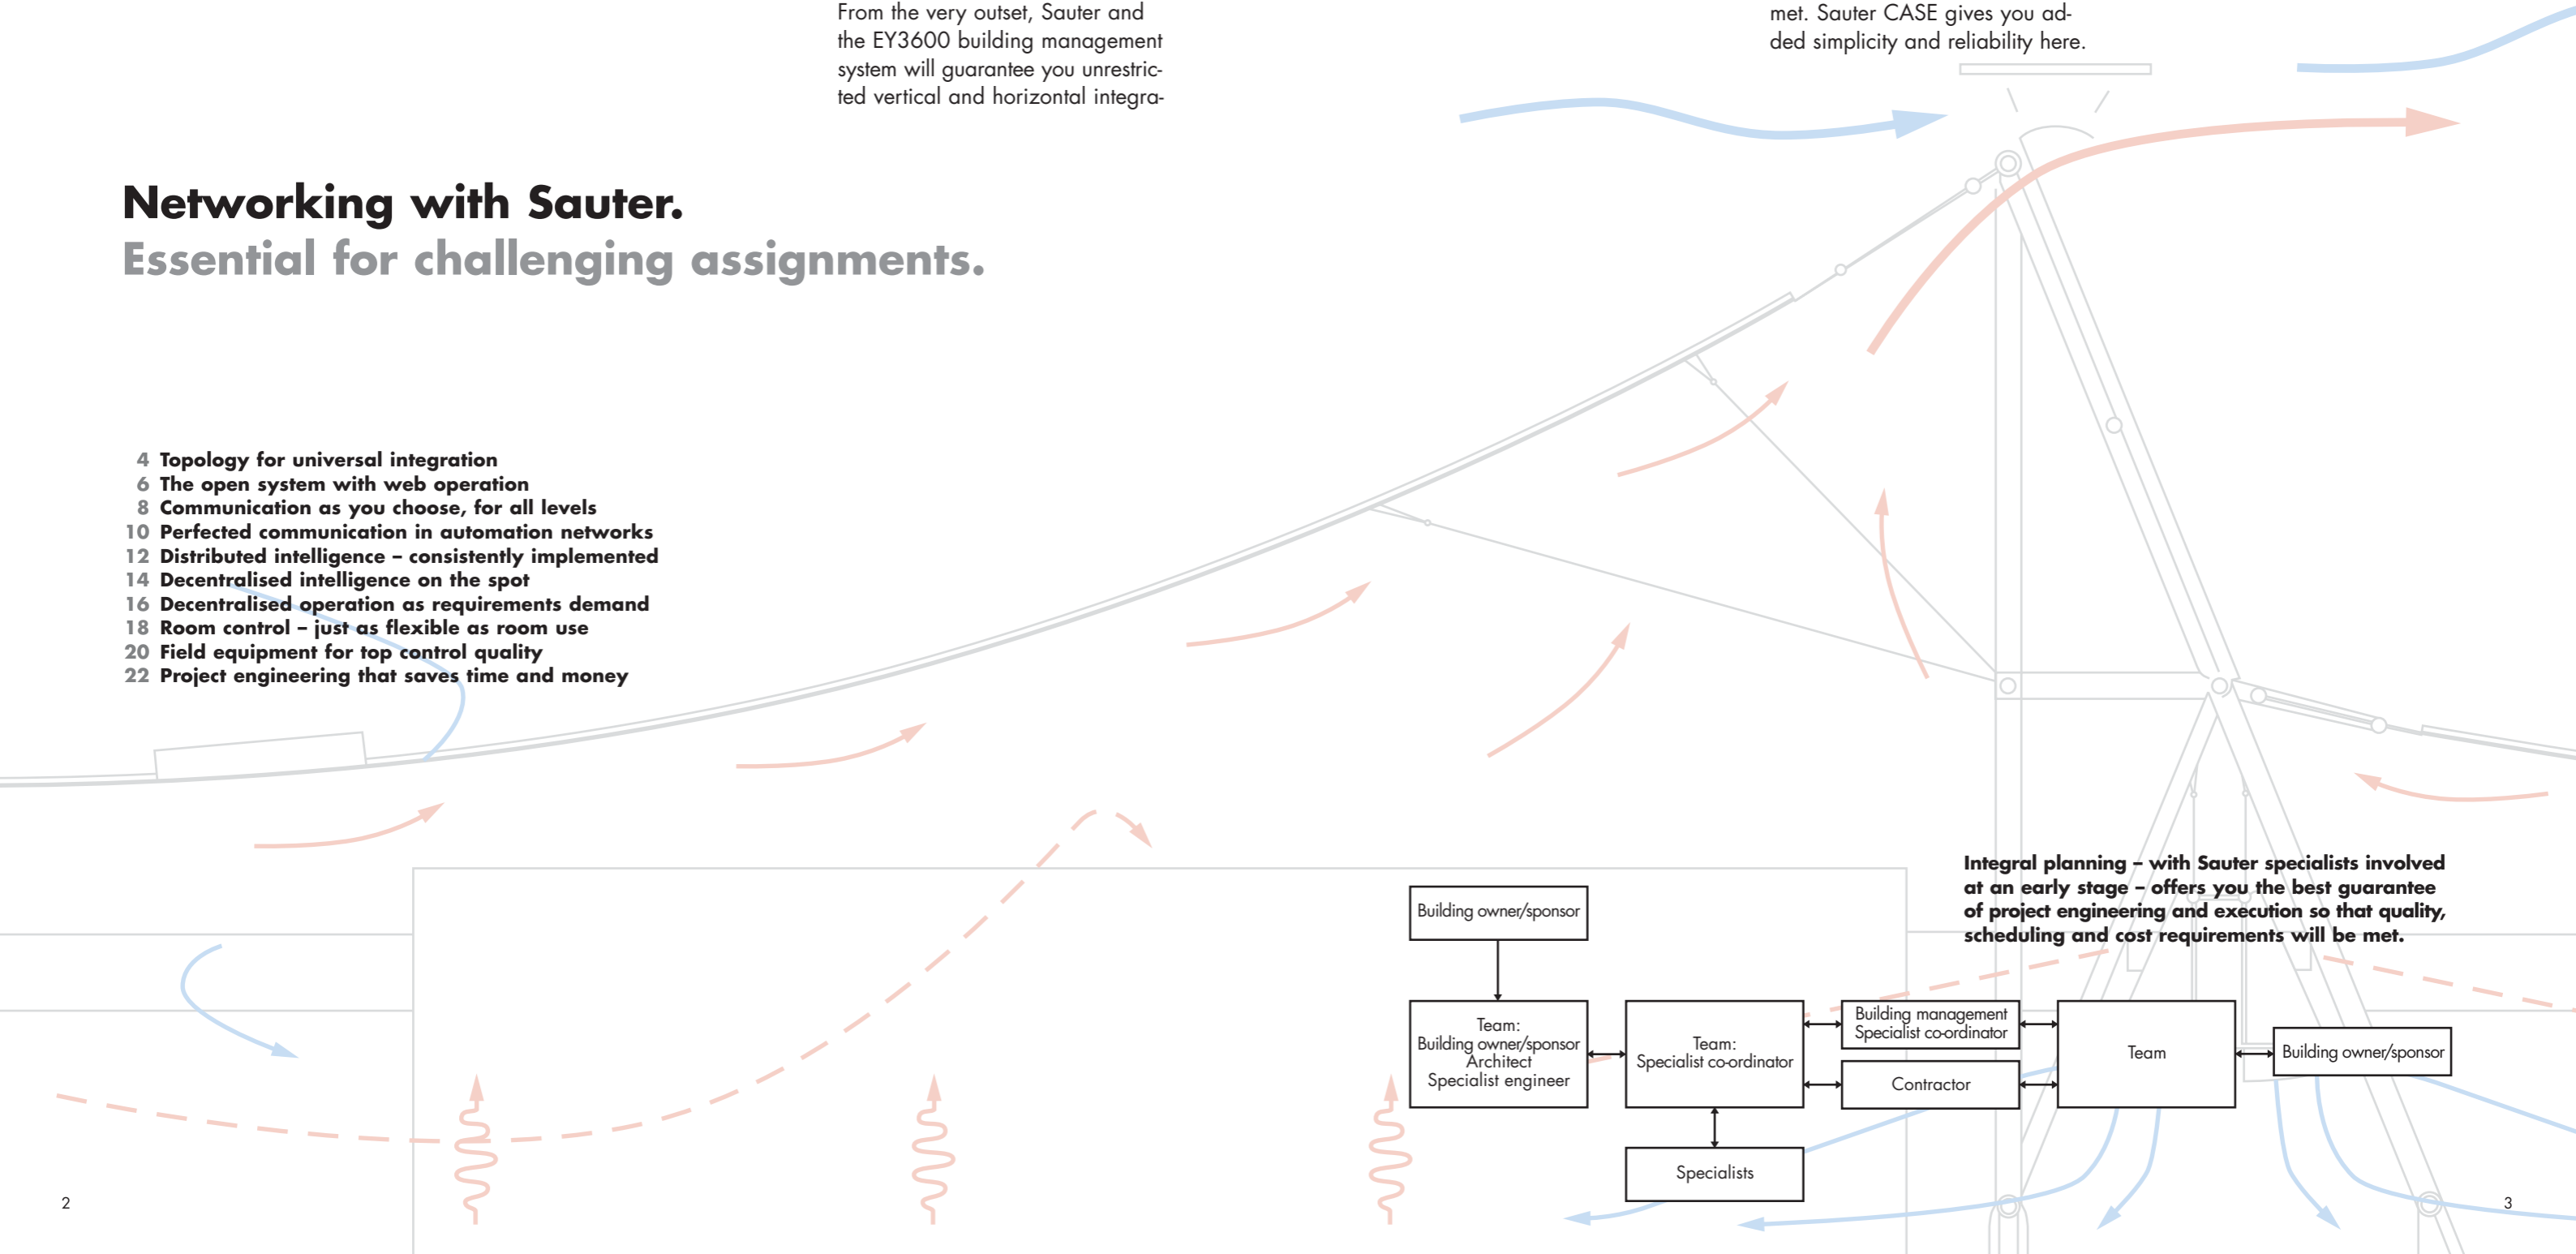 From the very outset, Sauter and
the EY3600 building management
system will guarantee you unrestric-
ted vertical and horizontal integra-
met. Sauter CASE gives you ad-
ded simplicity and reliability here.
Networking with Sauter.
Essential for challenging assignments.
4 Topology for universal integration
6 The open system with web operation
8 Communication as you choose, for all levels
10 Perfected communication in automation networks
12 Distributed intelligence – consistently implemented
14 Decentralised intelligence on the spot
16 Decentralised operation as requirements demand
18 Room control – just as flexible as room use
20 Field equipment for top control quality
22 Project engineering that saves time and money
Integral planning – with Sauter specialists involved
at an early stage – offers you the best guarantee
of project engineering and execution so that quality,
scheduling and cost requirements will be met.
Building owner/sponsor
Team:
Building owner/sponsor
Architect
Specialist engineer
Team:
Specialist co-ordinator
Building management
Specialist co-ordinator
Contractor
Team
Building owner/sponsor
Specialists
2
3